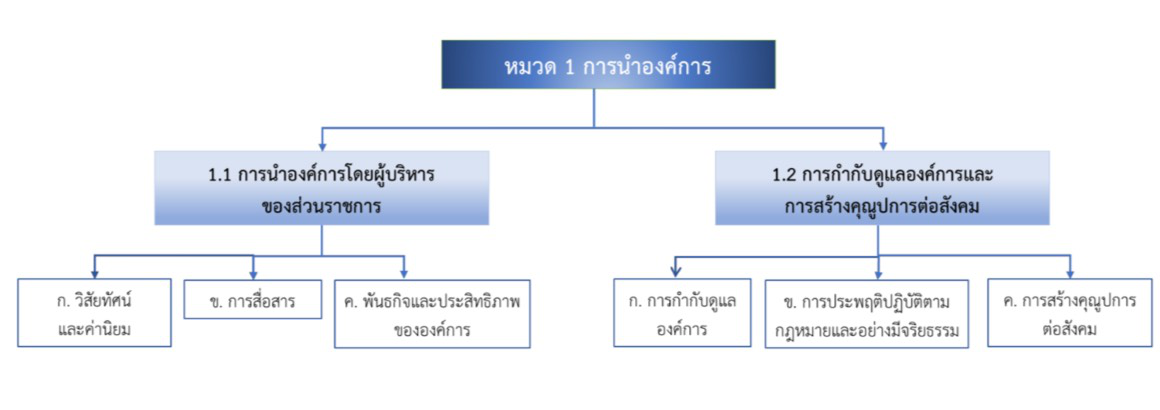 หมวด 1 การนำองค์การ
1.1 การนำองค์การโดยผู้บริหาร
ของส่วนราชการ
1.2 การกำกับดูแลองค์การและ
การสร้างคุณูปการต่อสังคม
ก. วิสัยทัศน์
และค่านิยม
ข. การสื่อสาร
ค. พันธกิจและประสิทธิภาพ
ขององค์การ
ก. การกำกับดูแล
องค์การ
ข. การประพฤติปฏิบัติตาม
กฎหมายและอย่างมีจริยธรรม
ค. การสร้างคุณูปการ
ต่อสังคม